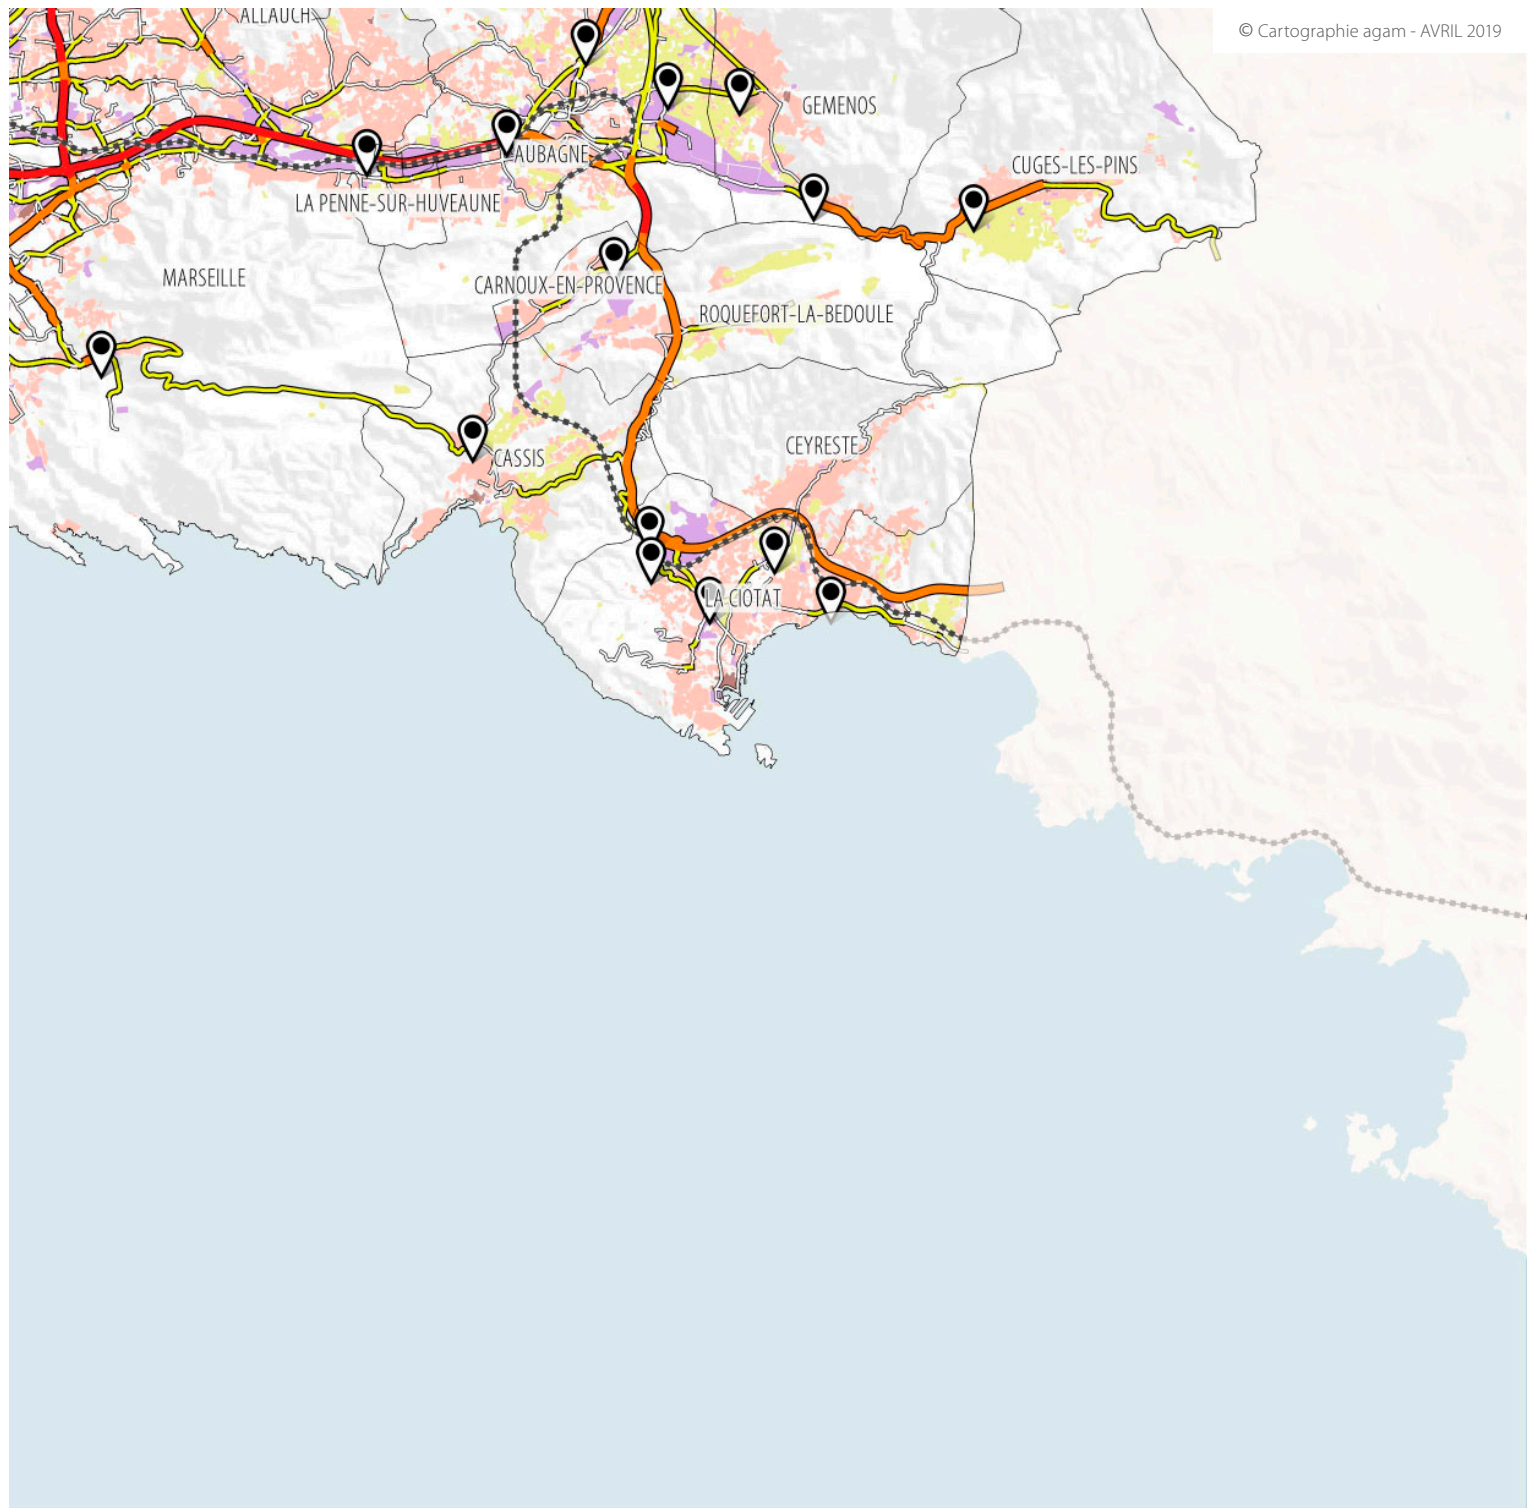 ALLAUCH
© Cartographie agam - AVRIL 2019
GEMENOS
AUBAGNE
CUGES-LES-PINS
LA PENNE-SUR-HUVEAUNE
MARSEILLE
CARNOUX-EN-PROVENCE
ROQUEFORT-LA-BEDOULE
CEYRESTE
CASSIS
LA CIOTAT